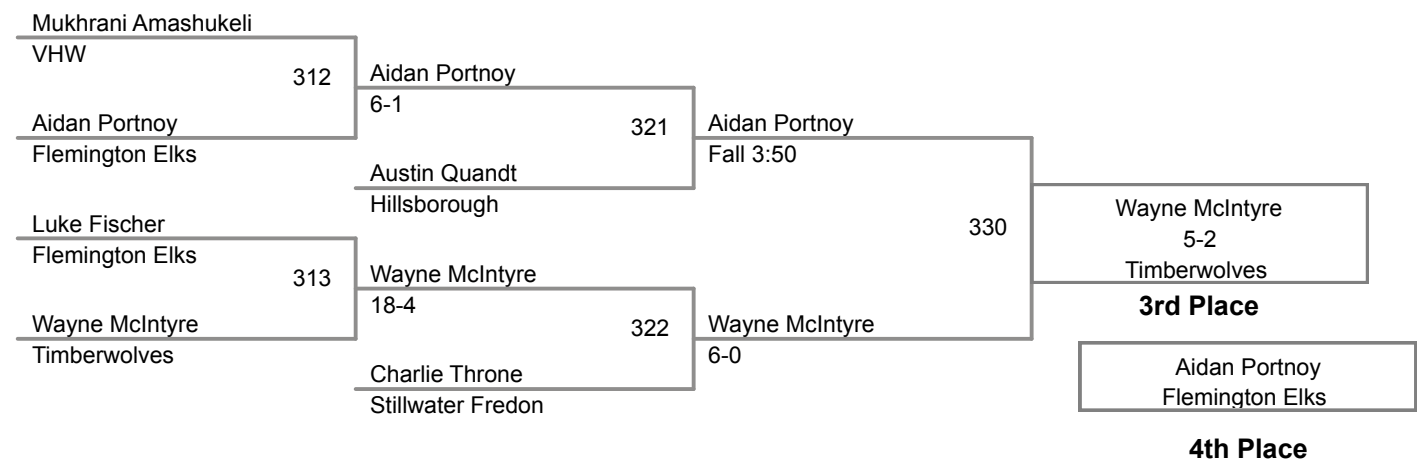 Mukhrani Amashukeli
VHW
312
Aidan Portnoy
6-1
Aidan Portnoy
Flemington Elks
321
Aidan Portnoy
Fall 3:50
Austin Quandt
Hillsborough
Luke Fischer
Flemington Elks
313
Wayne McIntyre
18-4
Wayne McIntyre
Timberwolves
322
Wayne McIntyre
6-0
Charlie Throne
Stillwater Fredon
330
Wayne McIntyre
5-2
Timberwolves
3rd Place
Aidan Portnoy
Flemington Elks
4th Place